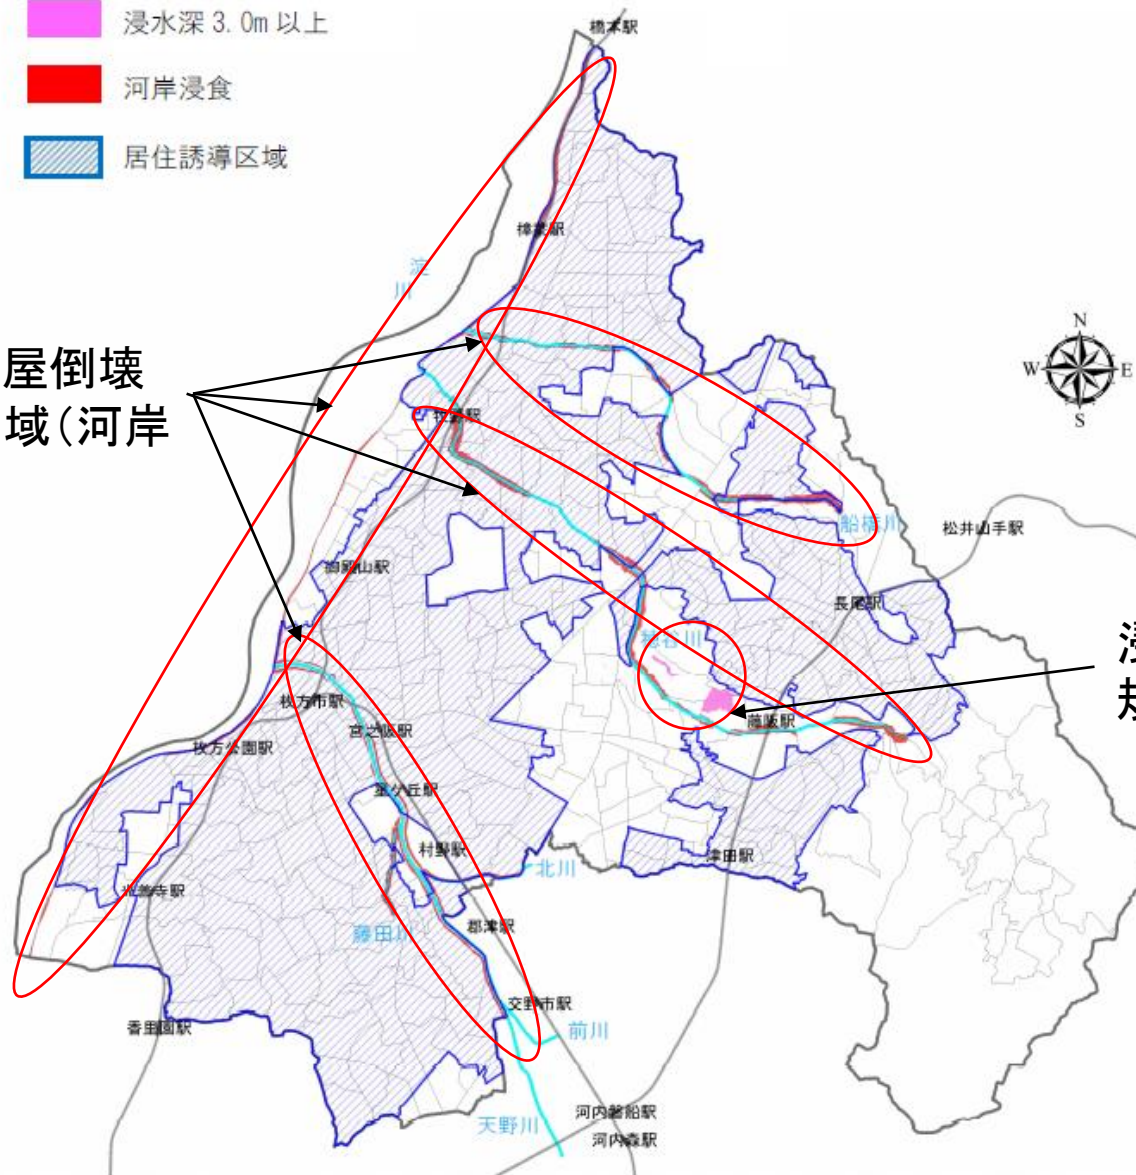 浸水深 3.0m 以上
河岸浸食
居住誘導区域
橋本駅
樟葉駅
淀
川
N
W
E
S
屋倒壊
域(河岸
牧野駅
船橋川
松井山手駅
御殿山駅
長尾駅
穂谷川
浸
規
枚方市駅
藤阪駅
宮之阪駅
枚方公園駅
星ケ丘駅
村野駅
津田駅
北川
光善寺駅
郡津駅
藤田川
交野市駅
香里園駅
前川
河内磐船駅
天野川
河内森駅